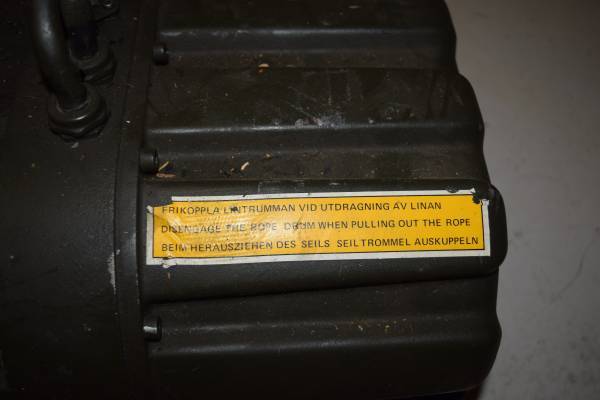 FRIKOPPLA LINTRUMMAN VID UTDRAGNING AV LINAN
DISENGAGE THE ROPE DRUM WHEN PULLING OUT THE ROPE
BEIM HERAUSZIEHEN DES SEILS SEILTROMMEL AUSKUPPELN